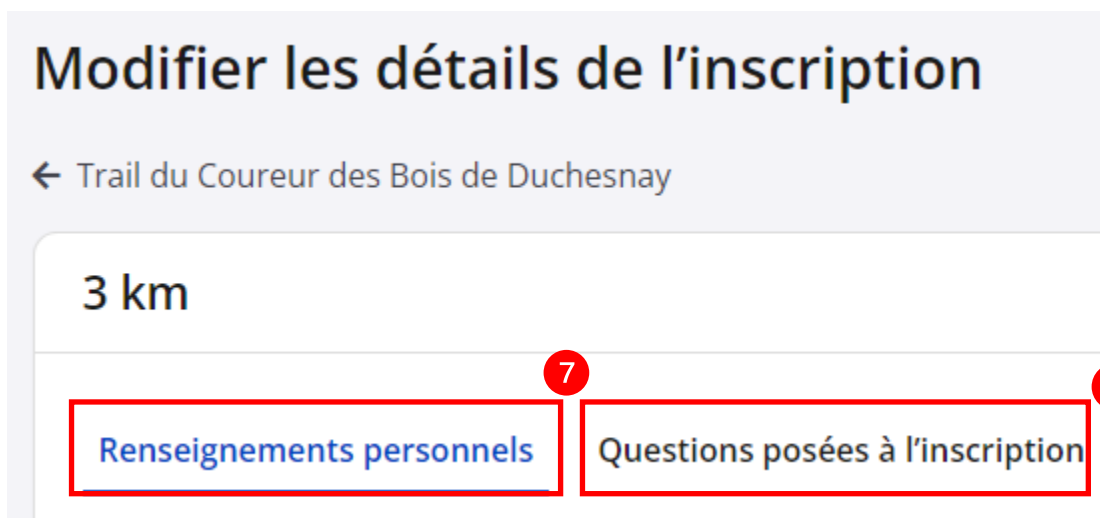 Modifier les détails de l’inscription
← Trail du Coureur des Bois de Duchesnay
3 km
7
Renseignements personnels
Questions posées à l’inscription